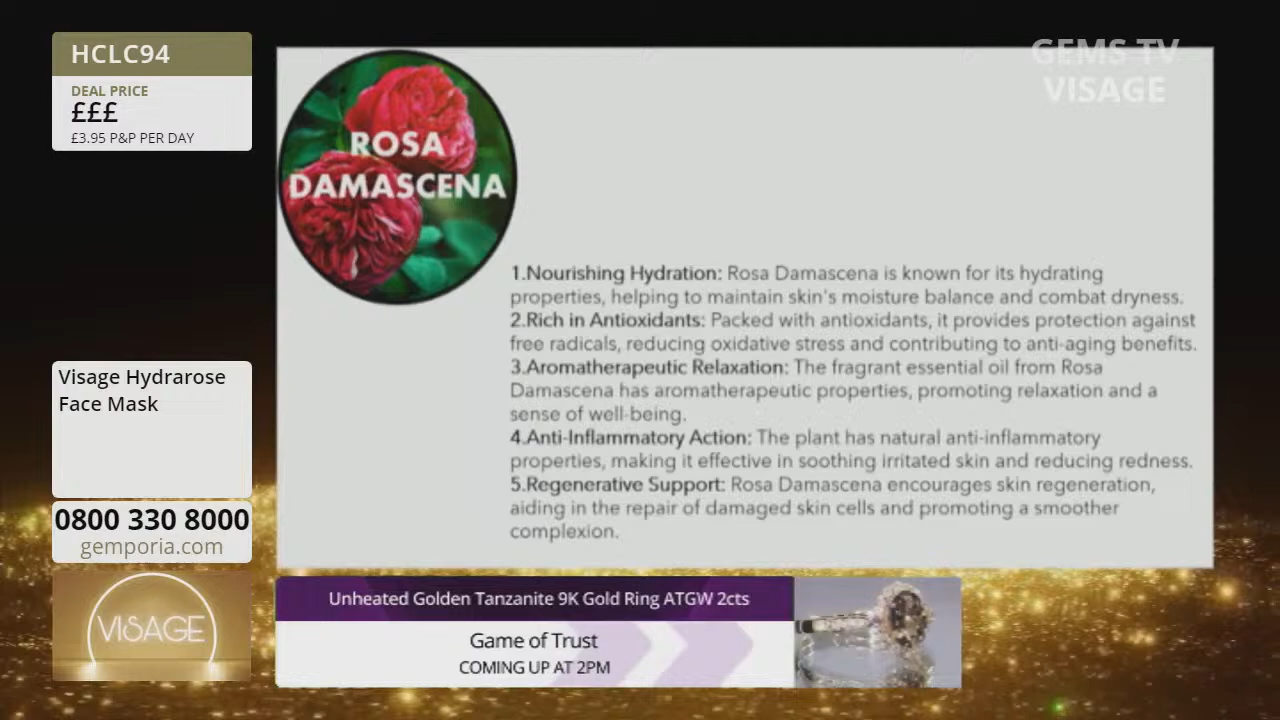 HCLC94
DEAL PRICE
£££
£3.95 P&P PER DAY
GEMS TV
VISAGE
ROSA
DAMASCENA
1.Nourishing Hydration: Rosa Damascena is known for its hydrating
properties, helping to maintain skin's moisture balance and combat dryness.
2.Rich in Antioxidants: Packed with antioxidants, it provides protection against
free radicals, reducing oxidative stress and contributing to anti-aging benefits.
3.Aromatherapeutic Relaxation: The fragrant essential oil from Rosa
Damascena has aromatherapeutic properties, promoting relaxation and a
sense of well-being.
4.Anti-Inflammatory Action: The plant has natural anti-inflammatory
properties, making it effective in soothing irritated skin and reducing redness.
5.Regenerative Support: Rosa Damascena encourages skin regeneration,
aiding in the repair of damaged skin cells and promoting a smoother
complexion.
Visage Hydrarose
Face Mask
0800 330 8000
gemporia.com
VISAGE
Unheated Golden Tanzanite 9K Gold Ring ATGW 2cts
Game of Trust
COMING UP AT 2PM